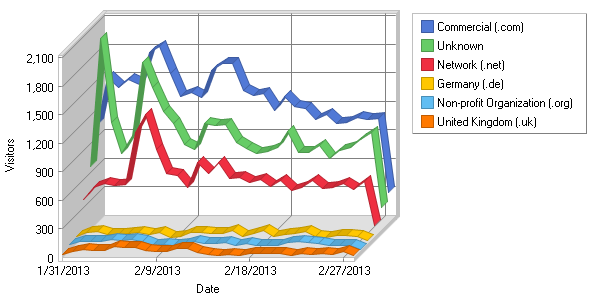 Visitors
2,100
1,800
1,500
1,200
900
600
300
0
1/31/2013
2/9/2013
2/18/2013
2/27/2013
Date
Commercial (.com)
Unknown
Network (.net)
Germany (.de)
Non-profit Organization (.org)
United Kingdom (.uk)